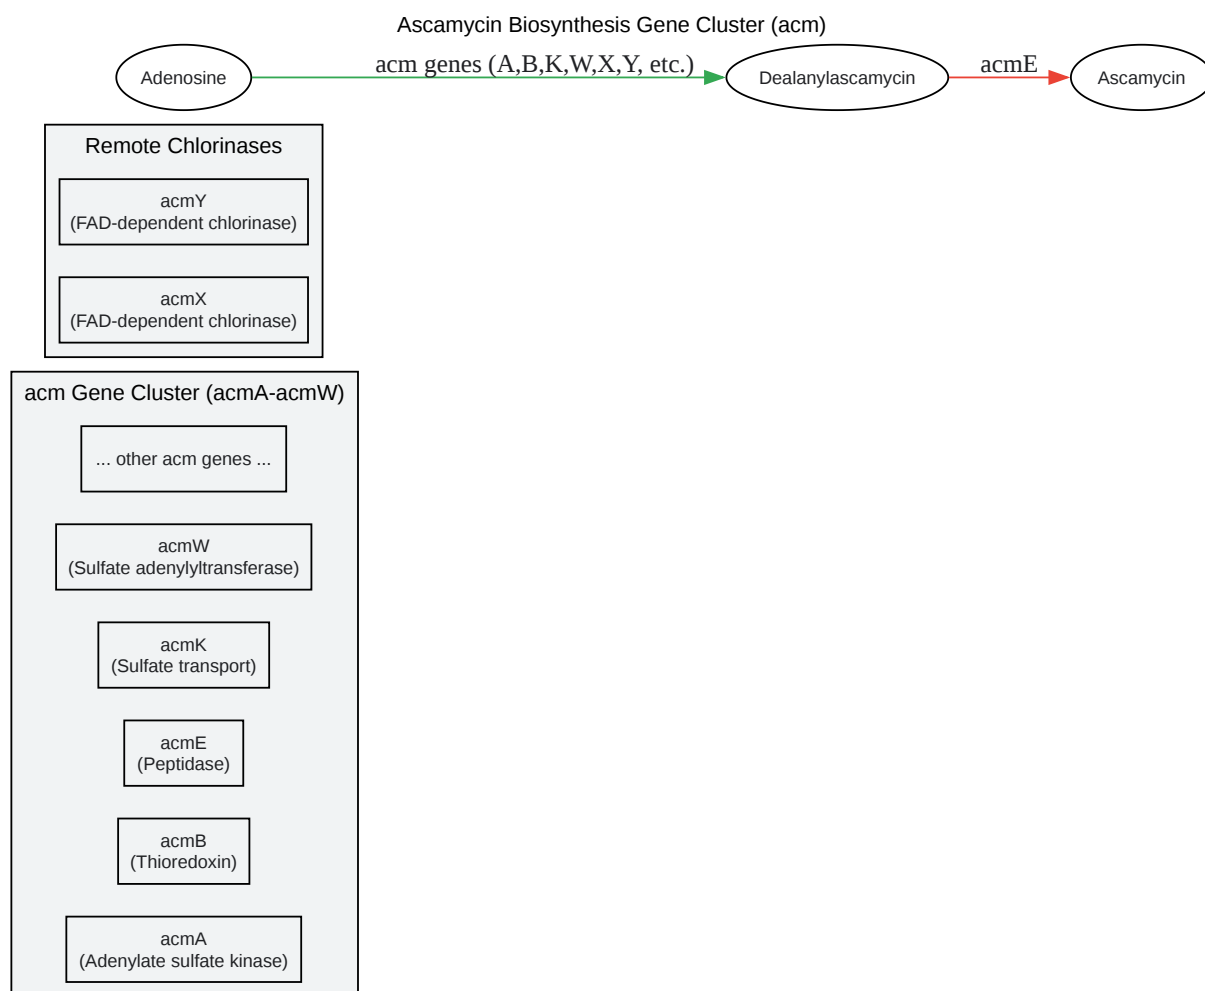 Ascamycin Biosynthesis Gene Cluster (acm)
Adenosine
acm genes (A,B,K,W,X,Y, etc.)
Dealanylascamycin
acmE
Ascamycin
Remote Chlorinases
acmY
(FAD-dependent chlorinase)
acmX
(FAD-dependent chlorinase)
acm Gene Cluster (acmA-acmW)
... other acm genes ...
acmW
(Sulfate adenylyltransferase)
acmK
(Sulfate transport)
acmE
(Peptidase)
acmB
(Thioredoxin)
acmA
(Adenylate sulfate kinase)